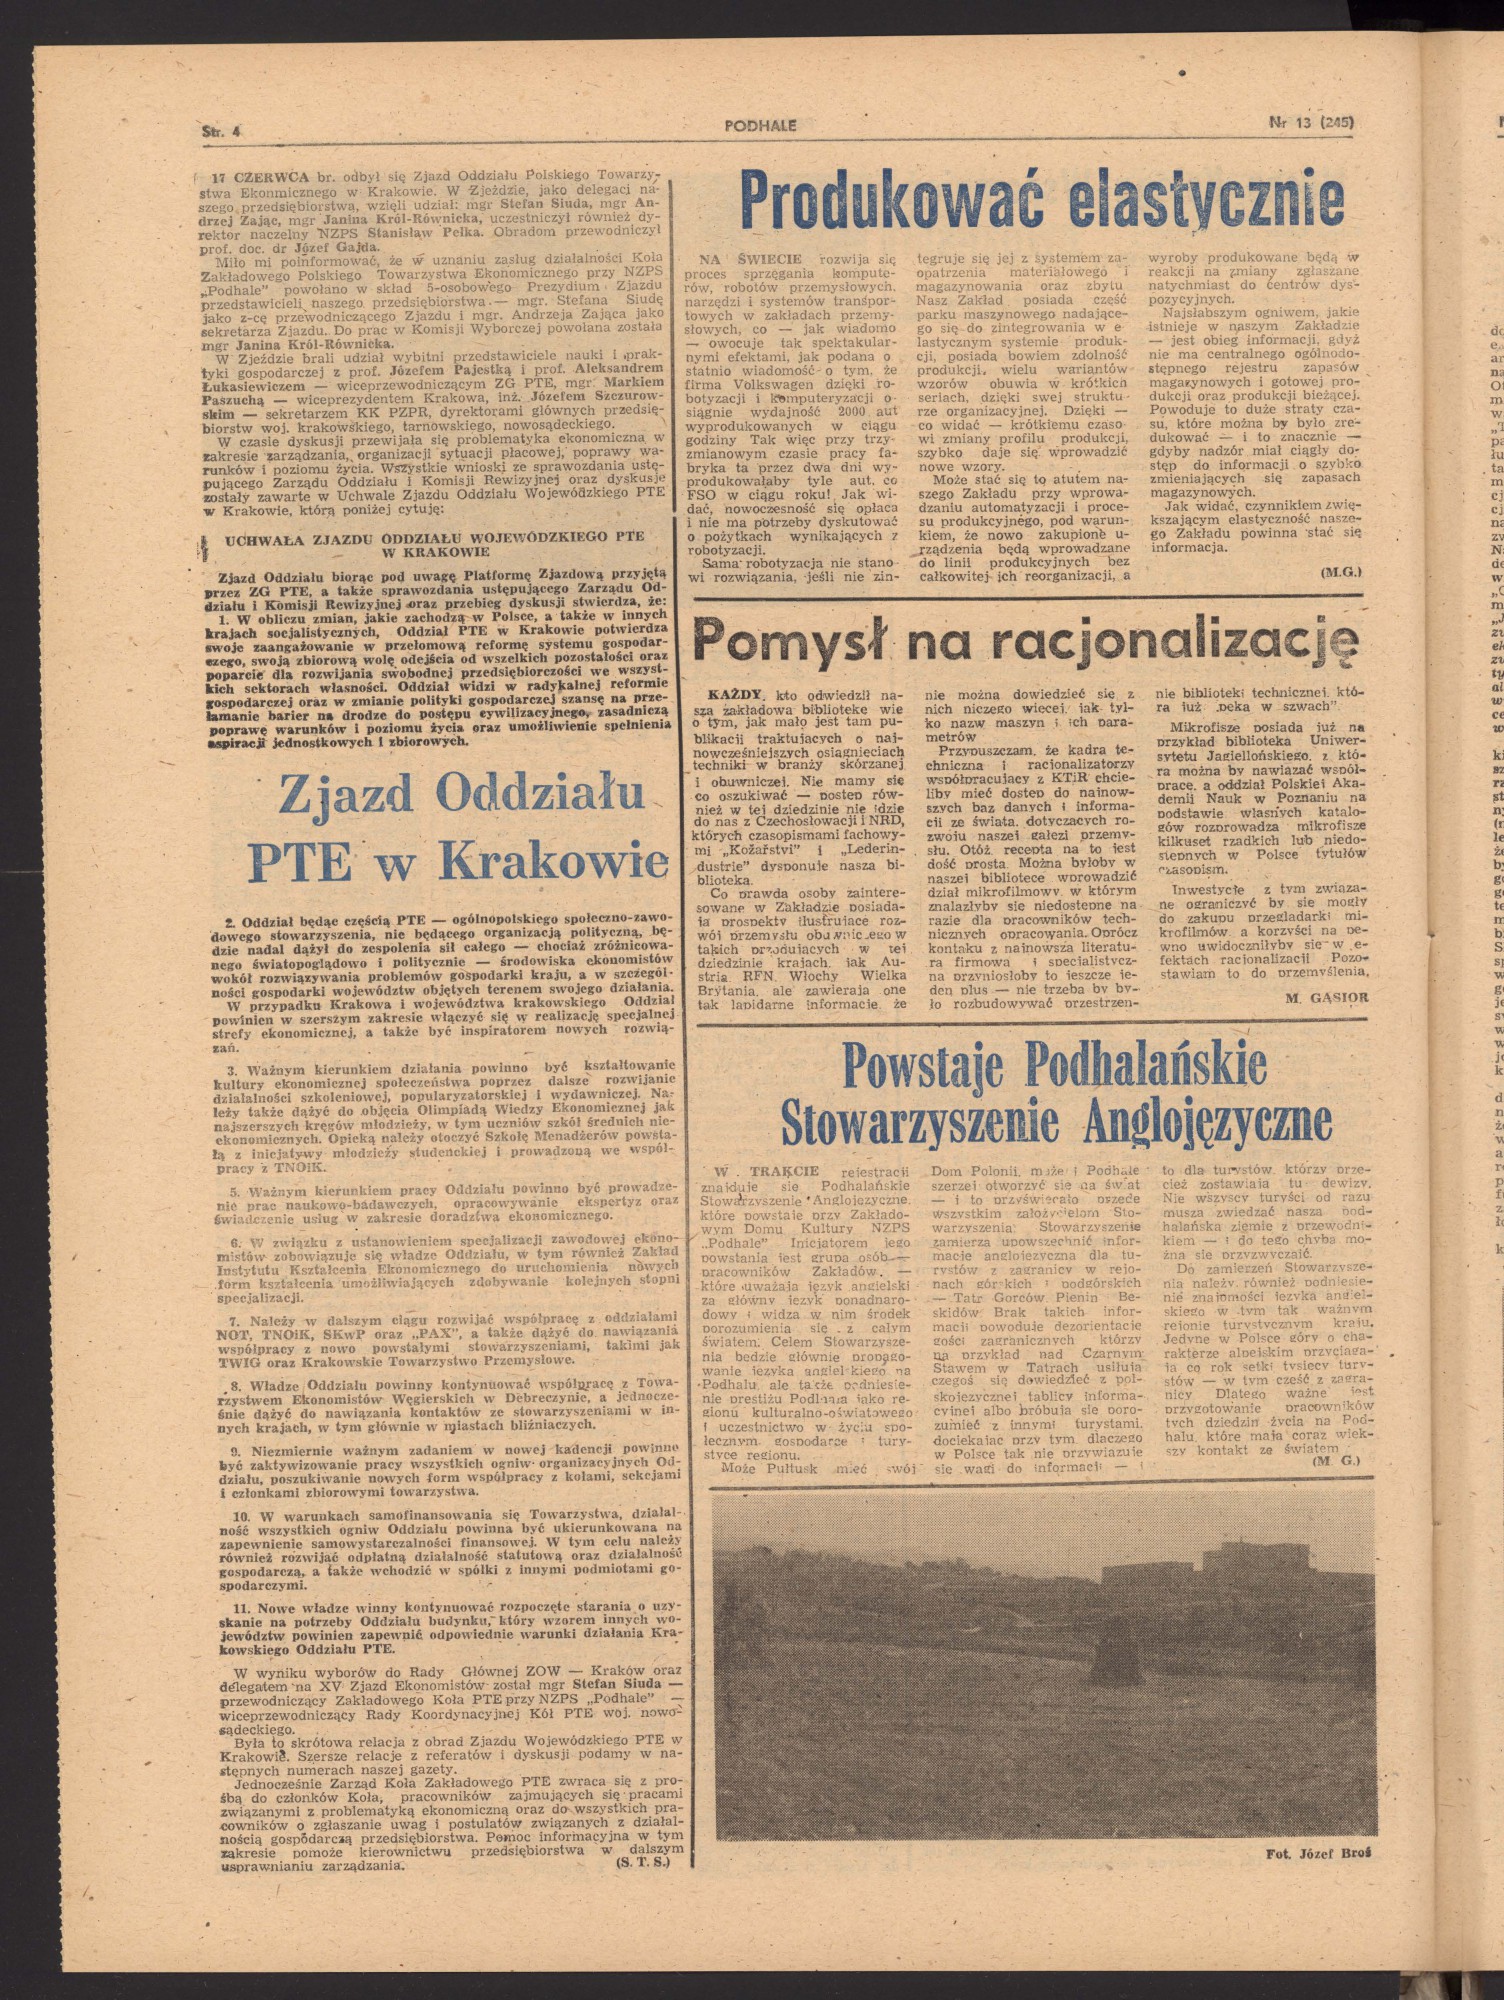 Str. 4
PODHALE
Nr 13 (245)
17 CZERWCA br. odbył się Zjazd Oddziału Polskiego Towarzy-
stwa Ekonmicznego w Krakowie. W Zjeździe, jako delegaci na-
szego przedsiębiorstwa, wzięli udział: mgr Stefan Siuda, mgr An-
drzej Zając, mgr Janina Król-Równicka, uczestniczył również dy-
rektor naczelny NZPS Stanisław Pelka. Obradom przewodniczył
prof. doc. dr Józef Gajda.
Miło mi poinformować, że w uznaniu zasług działalności Koła
Zakładowego Polskiego Towarzystwa Ekonomicznego przy NZPS
„Podhale” powołano w skład 5-osobowego Prezydium Zjazdu
przedstawicieli naszego przedsiębiorstwa — mgr. Stefana Siudę
jako z-cę przewodniczącego Zjazdu i mgr. Andrzeja Zająca jako
sekretarza Zjazdu. Do prac w Komisji Wyborczej powołana została
mgr Janina Król-Równicka.
W Zjeździe brali udział wybitni przedstawiciele nauki i prak-
tyki gospodarczej z prof. Józefem Pajestką i prof. Aleksandrem
Łukasiewiczem — wiceprzewodniczącym ZG PTE, mgr. Markiem
Paszuchą — wiceprezydentem Krakowa, inż. Józefem Szczurow-
skim — sekretarzem KK PZPR, dyrektorami głównych przedsię-
biorstw woj. krakowskiego, tarnowskiego, nowosądeckiego.
W czasie dyskusji przewijała się problematyka ekonomiczna w
zakresie zarządzania, organizacji sytuacji płacowej, poprawy wa-
runków i poziomu życia. Wszystkie wnioski ze sprawozdania ustę-
pującego Zarządu Oddziału i Komisji Rewizyjnej oraz dyskusje
zostały zawarte w Uchwale Zjazdu Oddziału Wojewódzkiego PTE
w Krakowie, którą poniżej cytuję:
UCHWAŁA ZJAZDU ODDZIAŁU WOJEWÓDZKIEGO PTE
W KRAKOWIE
Zjazd Oddziału biorąc pod uwagę Platformę Zjazdową przyjętą
przez ZG PTE, a także sprawozdania ustępującego Zarządu Od-
działu i Komisji Rewizyjnej oraz przebieg dyskusji stwierdza, że:
1. W obliczu zmian, jakie zachodzą w Polsce, a także w innych
krajach socjalistycznych, Oddział PTE w Krakowie potwierdza
swoje zaangażowanie w przełomową reformę systemu gospodar-
czego, swoją zbiorową wolę odejścia od wszelkich pozostałości oraz
poparcie dla rozwijania swobodnej przedsiębiorczości we wszyst-
kich sektorach własności. Oddział widzi w radykalnej reformie
gospodarczej oraz w zmianie polityki gospodarczej szansę na prze-
łamanie barier na drodze do postępu cywilizacyjnego, zasadniczą
poprawę warunków i poziomu życia oraz umożliwienie spełnienia
aspiracji jednostkowych i zbiorowych.
Zjazd Oddziału
PTE w Krakowie
2. Oddział będąc częścią PTE — ogólnopolskiego społeczno-zawo-
dowego stowarzyszenia, nie będącego organizacją polityczną, bę-
dzie nadal dążył do zespolenia sił całego — chociaż zróżnicowa-
nego światopoglądowo i politycznie — środowiska ekonomistów
wokół rozwiązywania problemów gospodarki kraju, a w szczegól-
ności gospodarki województw objętych terenem swojego działania.
W przypadku Krakowa i województwa krakowskiego Oddział
powinien w szerszym zakresie włączyć się w realizację specjalnej
strefy ekonomicznej, a także być inspiratorem nowych rozwią-
zań.
3. Ważnym kierunkiem działania powinno być kształtowanie
kultury ekonomicznej społeczeństwa poprzez dalsze rozwijanie
działalności szkoleniowej, popularyzatorskiej i wydawniczej. Na-
leży także dążyć do objęcia Olimpiadą Wiedzy Ekonomicznej jak
najszerszych kręgów młodzieży, w tym uczniów szkół średnich nie-
ekonomicznych. Opieką należy otoczyć Szkołę Menadżerów powsta-
łą z inicjatywy młodzieży studenckiej i prowadzoną we współ-
pracy z TNOiK.
5. Ważnym kierunkiem pracy Oddziału powinno być prowadze-
nie prac naukowo-badawczych, opracowywanie ekspertyz oraz
świadczenie usług w zakresie doradztwa ekonomicznego.
6. W związku z ustanowieniem specjalizacji zawodowej ekono-
mistów zobowiązuje się władze Oddziału, w tym również Zakład
Instytutu Kształcenia Ekonomicznego do uruchomienia nowych
form kształcenia umożliwiających zdobywanie kolejnych stopni
specjalizacji.
7. Należy w dalszym ciągu rozwijać współpracę z oddziałami
NOT, TNOiK, SKwP oraz „PAX”, a także dążyć do nawiązania
współpracy z nowo powstałymi stowarzyszeniami, takimi jak
TWIG oraz Krakowskie Towarzystwo Przemysłowe.
8. Władze Oddziału powinny kontynuować współpracę z Towa-
rzystwem Ekonomistów Węgierskich w Debreczynie, a jednocze-
śnie dążyć do nawiązania kontaktów ze stowarzyszeniami w in-
nych krajach, w tym głównie w miastach bliźniaczych.
9. Niezmiernie ważnym zadaniem w nowej kadencji powinno
być zaktywizowanie pracy wszystkich ogniw organizacyjnych Od-
działu, poszukiwanie nowych form współpracy z kołami, sekcjami
i członkami zbiorowymi towarzystwa.
10. W warunkach samofinansowania się Towarzystwa, działal-
ność wszystkich ogniw Oddziału powinna być ukierunkowana na
zapewnienie samowystarczalności finansowej. W tym celu należy
również rozwijać odpłatną działalność statutową oraz działalność
gospodarczą, a także wchodzić w spółki z innymi podmiotami go-
spodarczymi.
11. Nowe władze winny kontynuować rozpoczęte starania o uzy-
skanie na potrzeby Oddziału budynku, który wzorem innych wo-
jewództw powinien zapewnić odpowiednie warunki działania Kra-
kowskiego Oddziału PTE.
W wyniku wyborów do Rady Głównej ZOW — Kraków oraz
delegatem na XV Zjazd Ekonomistów został mgr Stefan Siuda —
przewodniczący Zakładowego Koła PTE przy NZPS „Podhale” —
wiceprzewodniczący Rady Koordynacyjnej Kół PTE woj. nowo-
sądeckiego.
Była to skrótowa relacja z obrad Zjazdu Wojewódzkiego PTE w
Krakowie. Szersze relacje z referatów i dyskusji podamy w na-
stępnych numerach naszej gazety.
Jednocześnie Zarząd Koła Zakładowego PTE zwraca się z pro-
śbą do członków Koła, pracowników zajmujących się pracami
związanymi z problematyką ekonomiczną oraz do wszystkich pra-
cowników o zgłaszanie uwag i postulatów związanych z działal-
nością gospodarczą przedsiębiorstwa. Pomoc informacyjna w tym
zakresie pomoże kierownictwu przedsiębiorstwa w dalszym
usprawnianiu zarządzania.
(S. T. S.)
Produkować elastycznie
NA ŚWIECIE rozwija się
proces sprzęgania kompute-
rów, robotów przemysłowych,
narzędzi i systemów transpor-
towych w zakładach przemy-
słowych, co — jak wiadomo
— owocuje tak spektakular-
nymi efektami, jak podana o
statnio wiadomość o tym, że
firma Volkswagen dzięki ro-
botyzacji i komputeryzacji o-
siągnie wydajność 2000 aut
wyprodukowanych w ciągu
godziny Tak więc przy trzy-
zmianowym czasie pracy fa-
bryka ta przez dwa dni wy-
produkowałaby tyle aut, co
FSO w ciągu roku! Jak wi-
dać, nowoczesność się opłaca
i nie ma potrzeby dyskutować
o pożytkach wynikających z
robotyzacji.
Sama robotyzacja nie stano-
wi rozwiązania, jeśli nie zin-
tegruje się jej z systemem za-
opatrzenia materiałowego i
magazynowania oraz zbytu
Nasz Zakład posiada część
parku maszynowego nadające-
go się do zintegrowania w e
lastycznym systemie produk-
cji, posiada bowiem zdolność
produkcji wielu wariantów
wzorów obuwia w krótkich
seriach, dzięki swej struktu-
rze organizacyjnej. Dzięki —
co widać — krótkiemu czaso-
wi zmiany profilu produkcji,
szybko daje się wprowadzić
nowe wzory.
Może stać się to atutem na-
szego Zakładu przy wprowa-
dzaniu automatyzacji i proce-
su produkcyjnego, pod warun-
kiem, że nowo zakupione u-
rządzenia będą wprowadzane
do linii produkcyjnych bez
całkowitej ich reorganizacji, a
wyroby produkowane będą w
reakcji na zmiany zgłaszane
natychmiast do centrów dys-
pozycyjnych.
Najsłabszym ogniwem, jakie
istnieje w naszym Zakładzie
— jest obieg informacji, gdyż
nie ma centralnego ogólnodo-
stępnego rejestru zapasów
magazynowych i gotowej pro-
dukcji oraz produkcji bieżącej.
Powoduje to duże straty cza-
su, które można by było zre-
dukować — i to znacznie —
gdyby nadzór miał ciągły do-
stęp do informacji o szybko
zmieniających się zapasach
magazynowych.
Jak widać, czynnikiem zwię-
kszającym elastyczność nasze-
go Zakładu powinna stać się
informacja.
(M.G.)
Pomysł na racjonalizację
KAŻDY, kto odwiedził na-
szą zakładową bibliotekę wie
o tym, jak mało jest tam pu-
blikacji traktujących o naj-
nowocześniejszych osiągnieciach
techniki w branży skórzanej
i obuwniczej. Nie mamy się
co oszukiwać — postęp rów-
nież w tej dziedzinie nie idzie
do nas z Czechosłowacji i NRD,
których czasopismami fachowy-
mi „Kožařství” i „Lederin-
dustrie” dysponuje nasza bi-
blioteka.
Co prawda osoby zaintere-
sowane w Zakładzie posiada-
ją prospekty ilustrujące roz-
wój przemysłu obuwniczego w
takich przodujących w tej
dziedzinie krajach, jak Au-
stria RFN, Włochy Wielka
Brytania, ale zawierają one
tak lapidarne informacje, że
nie można dowiedzieć się z
nich niczego więcej, jak tyl-
ko nazw maszyn i ich para-
metrów
Przypuszczam, że kadra te-
chniczna i racjonalizatorzy
współpracujący z KTiR chcie-
liby mieć dostęp do najnow-
szych baz danych i informa-
cji ze świata, dotyczących ro-
zwoju naszej gałęzi przemy-
słu. Otóż recepta na to jest
dość prosta. Można byłoby w
naszej bibliotece wprowadzić
dział mikrofilmowy, w którym
znalazłyby się niedostępne na
razie dla pracowników tech-
nicznych opracowania. Oprócz
kontaku z najnowszą literatu-
rą firmową i specjalistycz-
ną przyniosłoby to jeszcze je-
den plus — nie trzeba by by-
ło rozbudowywać przestrzen-
nie biblioteki technicznej, któ-
ra już „pęka w szwach”.
Mikrofisze posiada już na
przykład biblioteka Uniwer-
sytetu Jagiellońskiego, z któ-
rą można by nawiązać współ-
pracę, a oddział Polskiej Aka-
demii Nauk w Poznaniu na
podstawie własnych katalo-
gów rozprowadza mikrofisze
kilkuset rzadkich lub niedo-
stępnych w Polsce tytułów
czasopism.
Inwestycje z tym związa-
ne ograniczyć by się mogły
do zakupu przeglądarki mi-
krofilmów, a korzyści na pe-
wno uwidoczniłyby się w e-
fektach racjonalizacji Pozo-
stawiam to do przemyślenia.
M. GĄSIOR
Powstaje Podhalańskie
Stowarzyszenie Anglojęzyczne
W TRAKCIE rejestracji
znajduje się Podhalańskie
Stowarzyszenie Anglojęzyczne,
które powstaje przy Zakłado-
wym Domu Kultury NZPS
„Podhale” Inicjatorem jego
powstania jest grupa osób —
pracowników Zakładów, —
które uważają język angielski
za główny język ponadnaro-
dowy i widzą w nim środek
porozumienia się z całym
światem. Celem Stowarzysze-
nia będzie głównie propago-
wanie języka angielskiego na
Podhalu, ale także podniesie-
nie prestiżu Podhala jako re-
gionu kulturalno-oświatowego
i uczestnictwo w życiu spo-
łecznym, gospodarce i tury-
styce regionu.
Może Pułtusk mieć swój
Dom Polonii, może i Podhale
szerzej otworzyć się na świat
— i to przyświecało przede
wszystkim założycielom Sto-
warzyszenia. Stowarzyszenie
zamierza upowszechnić infor-
macje anglojęzyczną dla tu-
rystów z zagranicy w rejo-
nach górskich i podgórskich
— Tatr Gorców, Pienin Be-
skidów. Brak takich infor-
macji powoduje dezorientację
gości zagranicznych którzy
na przykład nad Czarnym
Stawem w Tatrach usiłują
czegoś się dowiedzieć z pol-
skojęzycznej tablicy informa-
cyjnej albo próbują się poro-
zumieć z innymi turystami,
dociekając przy tym dlaczego
w Polsce tak nie przywiązuje
się wagi do informacji — i
to dla turystów, którzy prze-
cież zostawiają tu dewizy.
Nie wszyscy turyści od razu
muszą zwiedzać naszą pod-
halańską ziemię z przewodni-
kiem — i do tego chyba mo-
żna się przyzwyczaić.
Do zamierzeń Stowarzysze-
nia należy również podniesie-
nie znajomości języka angiel-
skiego w tym tak ważnym
rejonie turystycznym kraju.
Jedyne w Polsce góry o cha-
rakterze alpejskim przyciąga-
ją co rok setki tysięcy tury-
stów — w tym część z zagra-
nicy Dlatego ważne jest
przygotowanie pracowników
tych dziedzin życia na Pod-
halu, które mają coraz więk-
szy kontakt ze światem
(M. G.)
Fot. Józef Broś